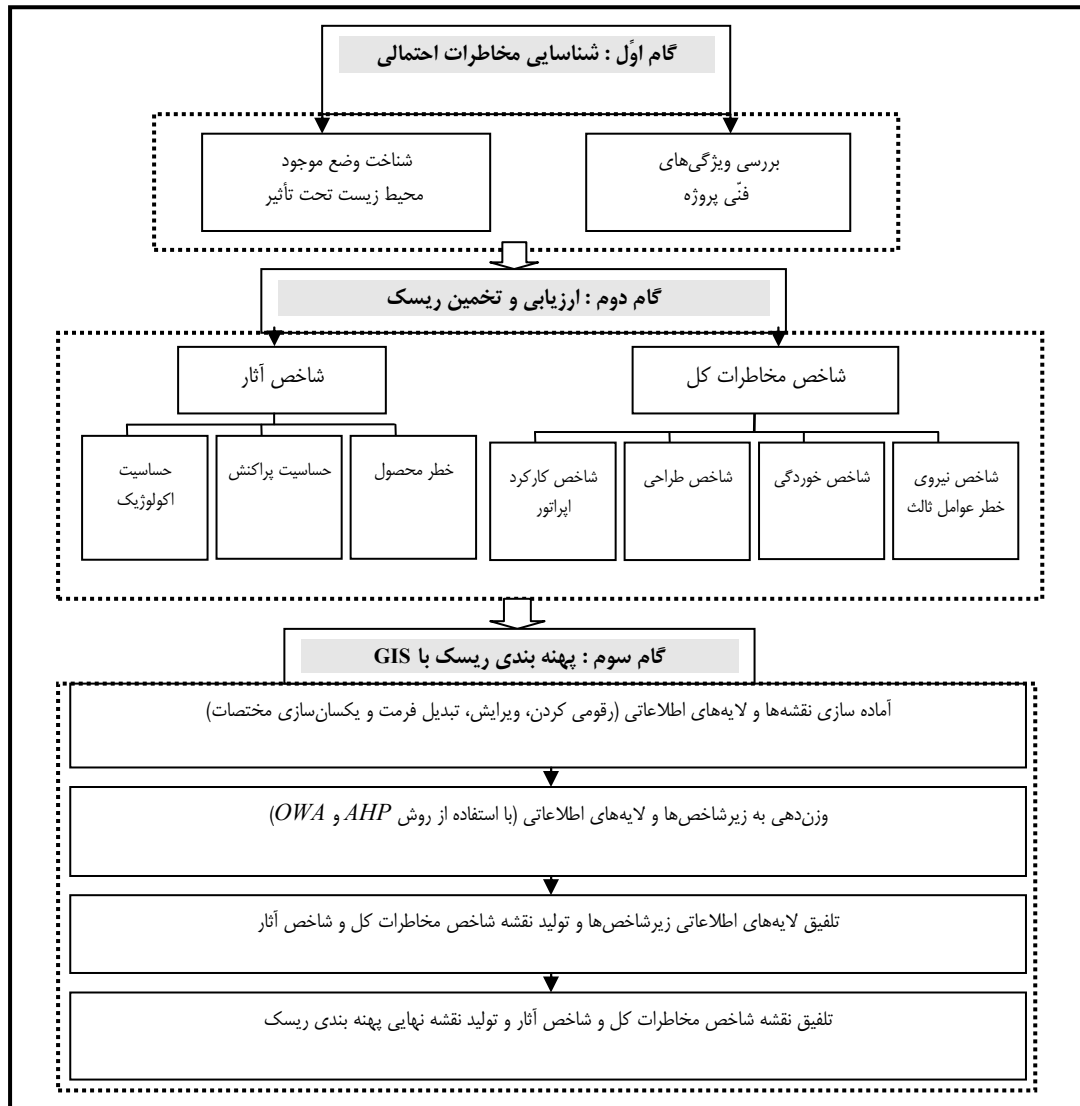 گام اوّل : شناسایی مخاطرات احتمالی
بررسی ویژگی‌های
فنّی پروژه
شناخت وضع موجود
محیط زیست تحت تأثیر
گام دوم : ارزیابی و تخمین ریسک
شاخص مخاطرات کل
شاخص آثار
شاخص نیروی
خطر عوامل ثالث
شاخص خوردگی
شاخص طراحی
شاخص کارکرد
اپراتور
خطر محصول
حساسیت پراکنش
حساسیت
اکولوژیک
گام سوم : پهنه بندی ریسک با GIS
آماده سازی نقشه‌ها و لایه‌های اطلاعاتی (رقومی کردن، ویرایش، تبدیل فرمت و یکسان‌سازی مختصات)
وزن‌دهی به زیرشاخص‌ها و لایه‌های اطلاعاتی (با استفاده از روش AHP و OWA)
تلفیق لایه‌های اطلاعاتی زیرشاخص‌ها و تولید نقشه شاخص مخاطرات کل و شاخص آثار
تلفیق نقشه شاخص مخاطرات کل و شاخص آثار و تولید نقشه نهایی پهنه بندی ریسک